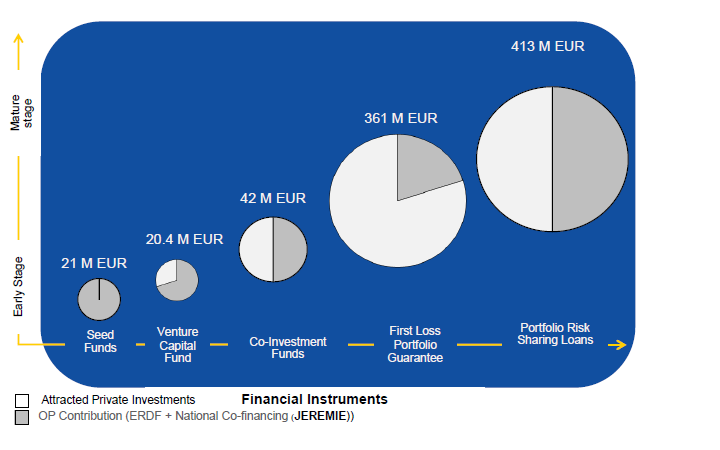 413 M EUR
361 M EUR
42 M EUR
20.4 M EUR
21 M EUR
Mature
stage
Early Stage
Seed
Funds
Venture
Capital
Fund
Co-Investment
Funds
First Loss
Portfolio
Guarantee
Portfolio Risk
Sharing Loans
Attracted Private Investments
Financial Instruments
OP Contribution (ERDF + National Co-financing (JEREMIE))